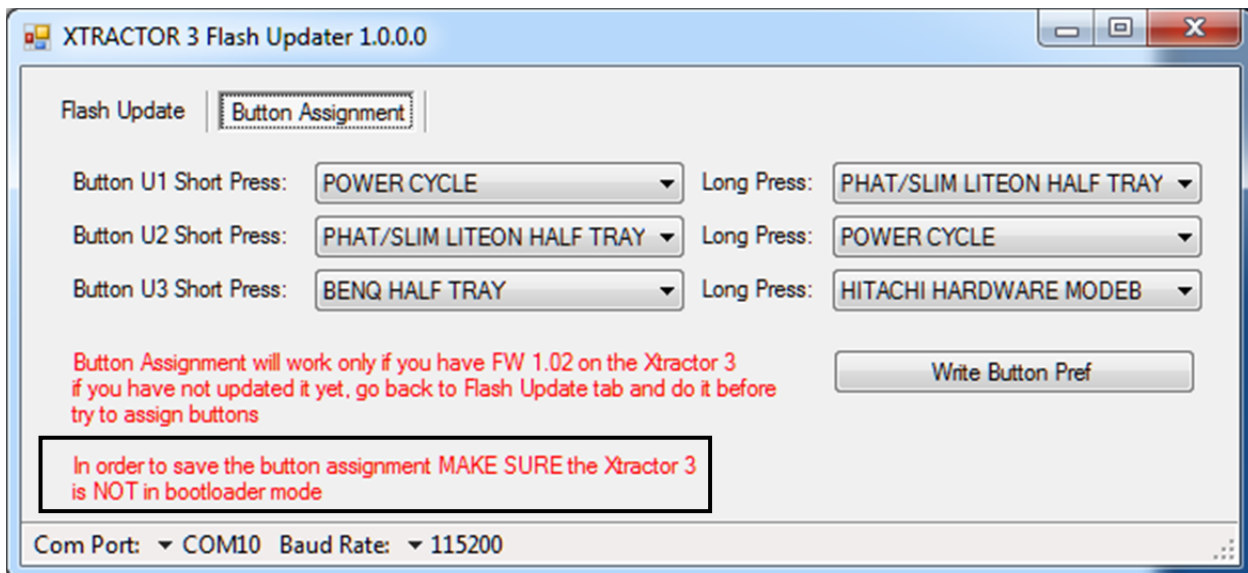 XTRACTOR 3 Flash Updater 1.0.0.0
Flash Update Button Assignment
Button U1 Short Press: POWER CYCLE Long Press: PHAT/SLIM LITEON HALF TRAY
Button U2 Short Press: PHAT/SLIM LITEON HALF TRAY Long Press: POWER CYCLE
Button U3 Short Press: BENQ HALF TRAY Long Press: HITACHI HARDWARE MODEB
Button Assignment will work only if you have FW 1.02 on the Xtractor 3
if you have not updated it yet, go back to Flash Update tab and do it before
try to assign buttons
Write Button Pref
In order to save the button assignment MAKE SURE the Xtractor 3
is NOT in bootloader mode
Com Port: COM10 Baud Rate: 115200